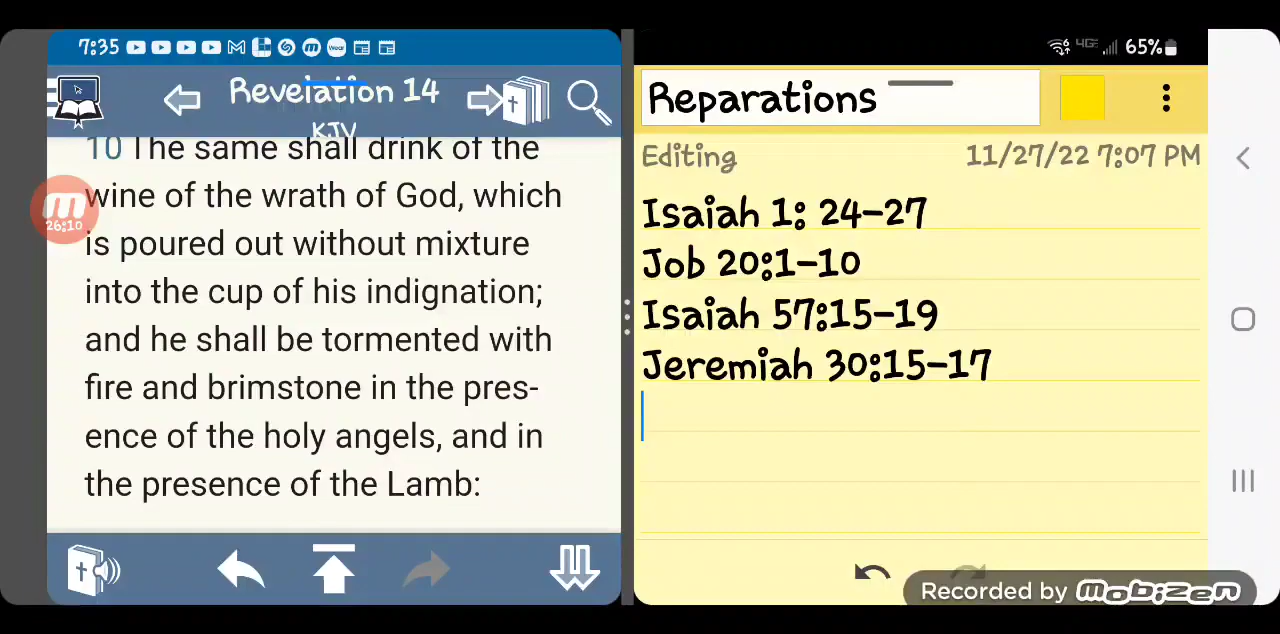 7:35
Revelation 14
KJV
10 The same shall drink of the
wine of the wrath of God, which
is poured out without mixture
into the cup of his indignation;
and he shall be tormented with
fire and brimstone in the pres-
ence of the holy angels, and in
the presence of the Lamb:
26:10
4GE 65%
Reparations
Editing 11/27/22 7:07 PM
Isaiah 1: 24-27
Job 20:1-10
Isaiah 57:15-19
Jeremiah 30:15-17
Recorded by mobizen